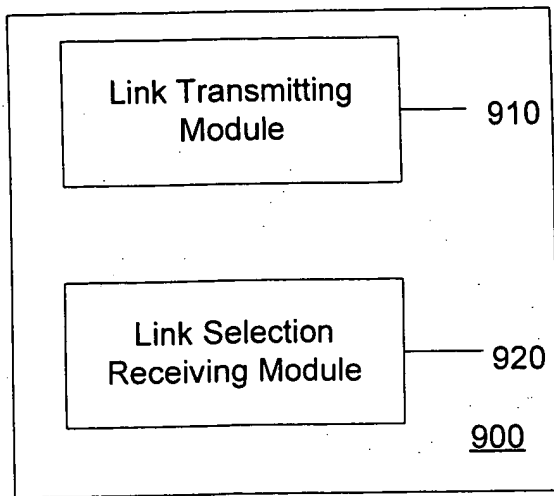 Link Transmitting
Module
910
Link Selection
Receiving Module
920
900